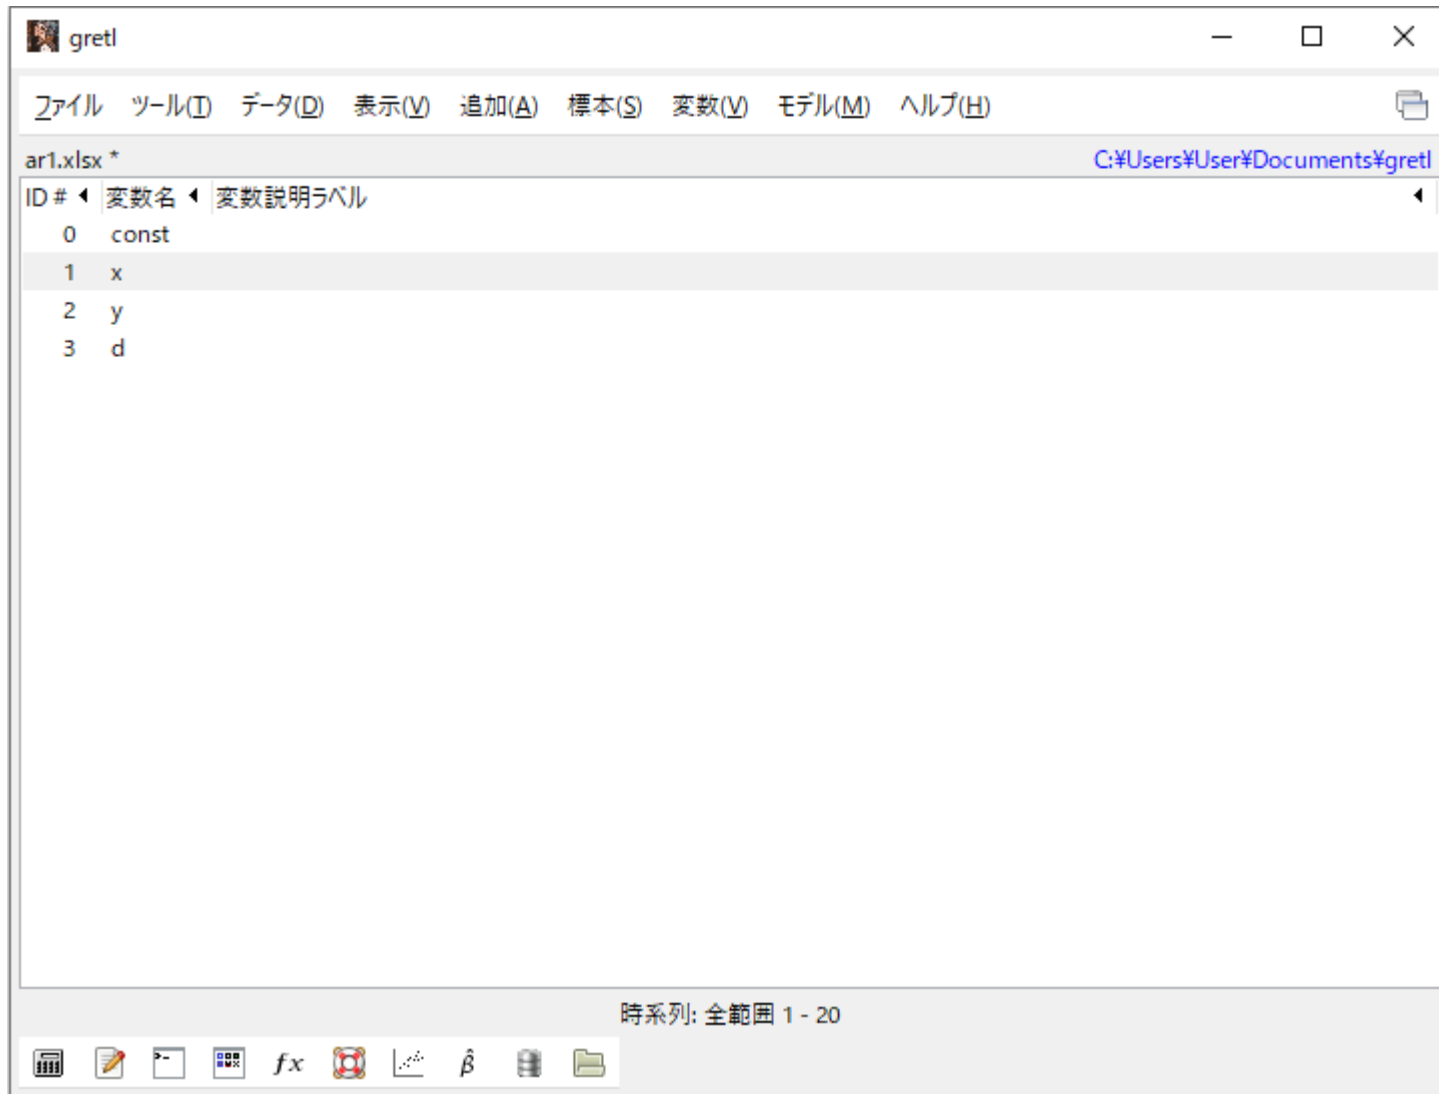 gretl
ファイル ツール(T) データ(D) 表示(V) 追加(A) 標本(S) 変数(V) モデル(M) ヘルプ(H)
ar1.xlsx * C:¥Users¥User¥Documents¥gretl
ID # 変数名 変数説明ラベル
0 const
1 x
2 y
3 d
時系列: 全範囲 1 - 20
fx β̂